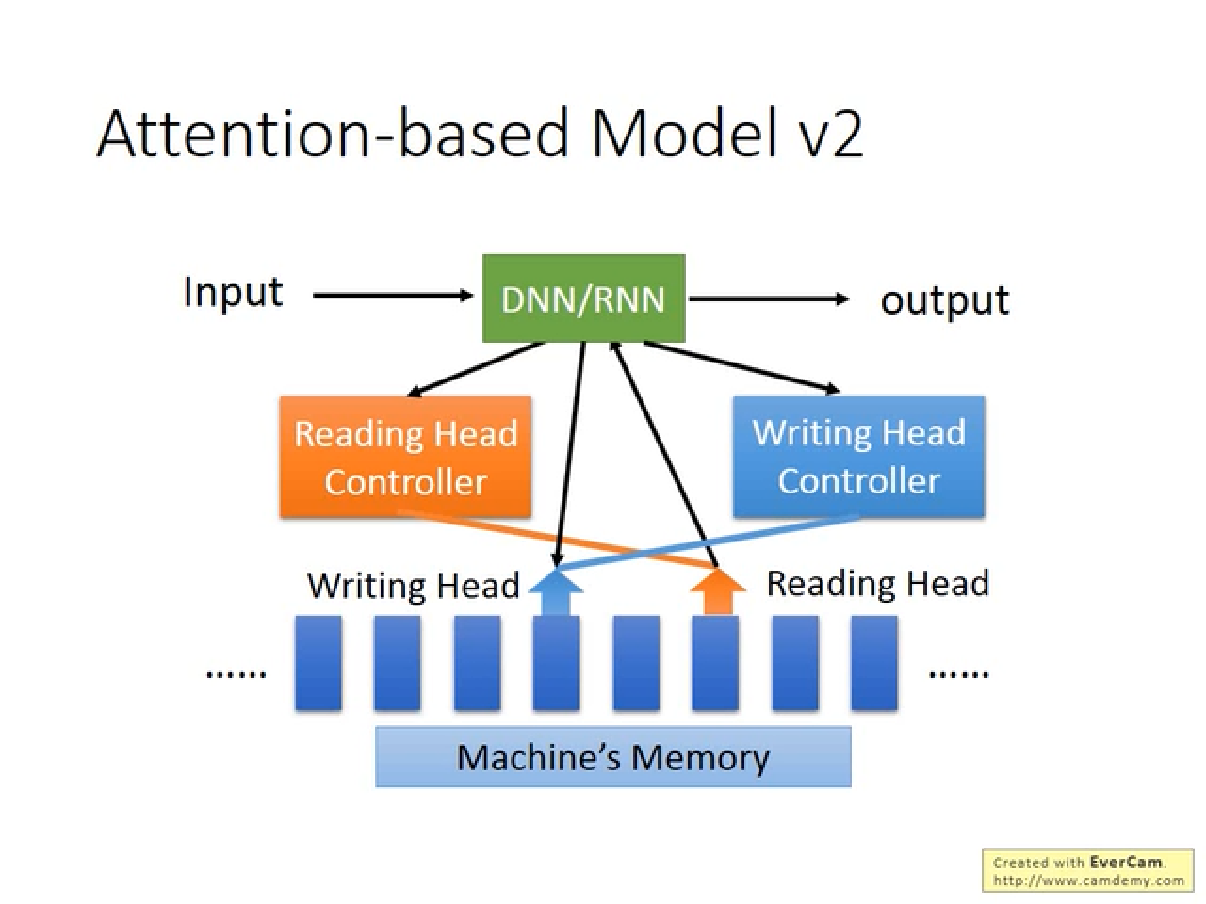 Attention-based Model v2
Input
DNN/RNN
output
Reading Head
Controller
Writing Head
Controller
Writing Head
Reading Head
......
......
Machine's Memory
Created with EverCam.
http://www.camdemy.com